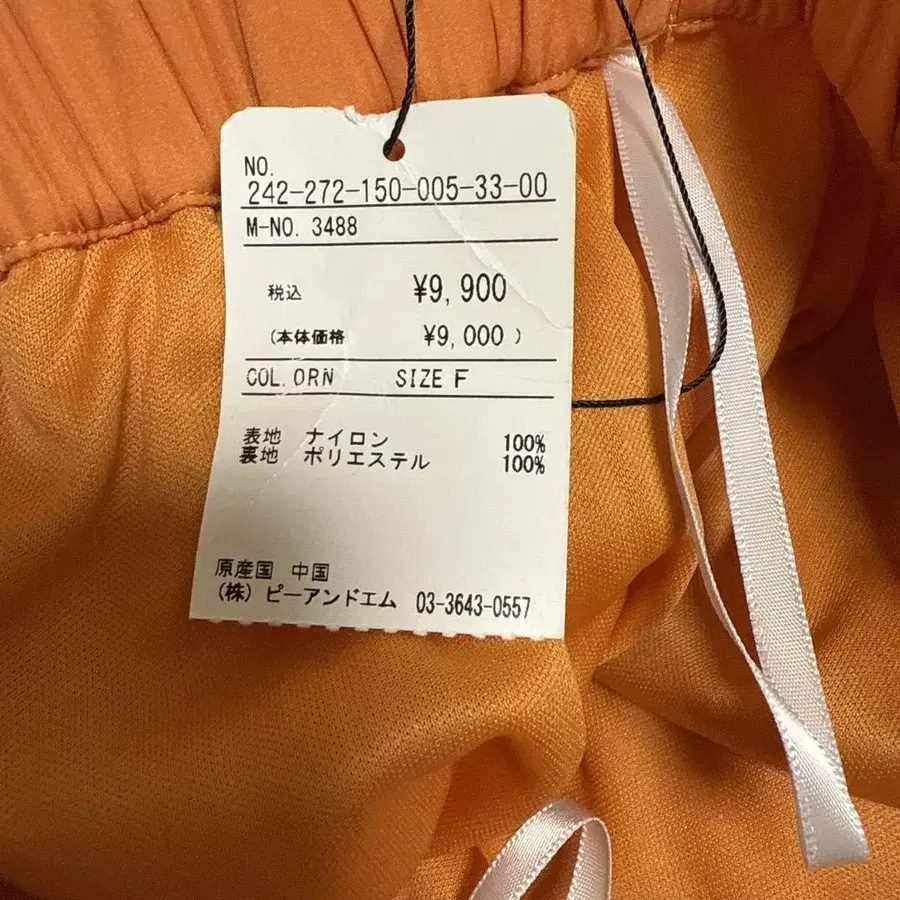 NO.
242-272-150-005-33-00
M-NO. 3488
税込 ¥9,900
(本体価格 ¥9,000 )
COL. ORN SIZE F
表地 ナイロン 100%
裏地 ポリエステル 100%
原産国 中国
(株) ピーアンドエム 03-3643-0557